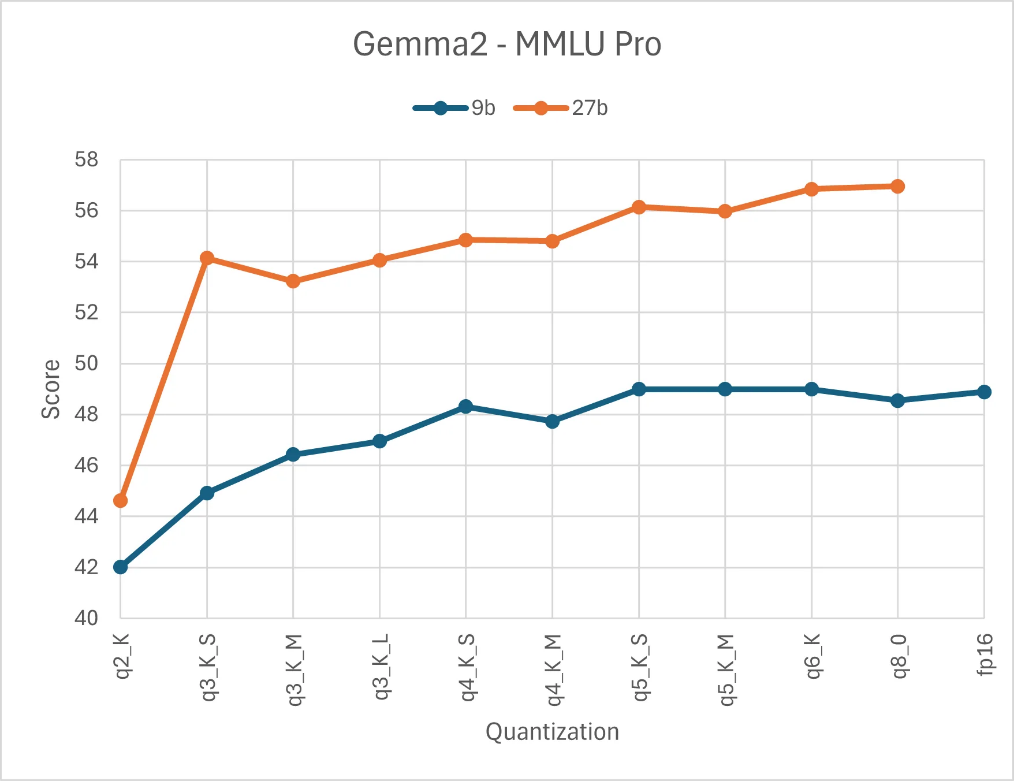 Gemma2 - MMLU Pro
9b 27b
58
56
54
52
50
48
46
44
42
40
Score
q2_K q3_K_S q3_K_M q3_K_L q4_K_S q4_K_M q5_K_S q5_K_M q6_K q8_0 fp16
Quantization